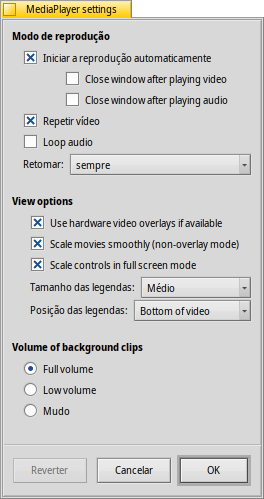 MediaPlayer settings
Modo de reprodução
Iniciar a reprodução automaticamente
Close window after playing video
Close window after playing audio
Repetir vídeo
Loop audio
Retomar: sempre
View options
Use hardware video overlays if available
Scale movies smoothly (non-overlay mode)
Scale controls in full screen mode
Tamanho das legendas: Médio
Posição das legendas: Bottom of video
Volume of background clips
Full volume
Low volume
Mudo
Reverter Cancelar OK